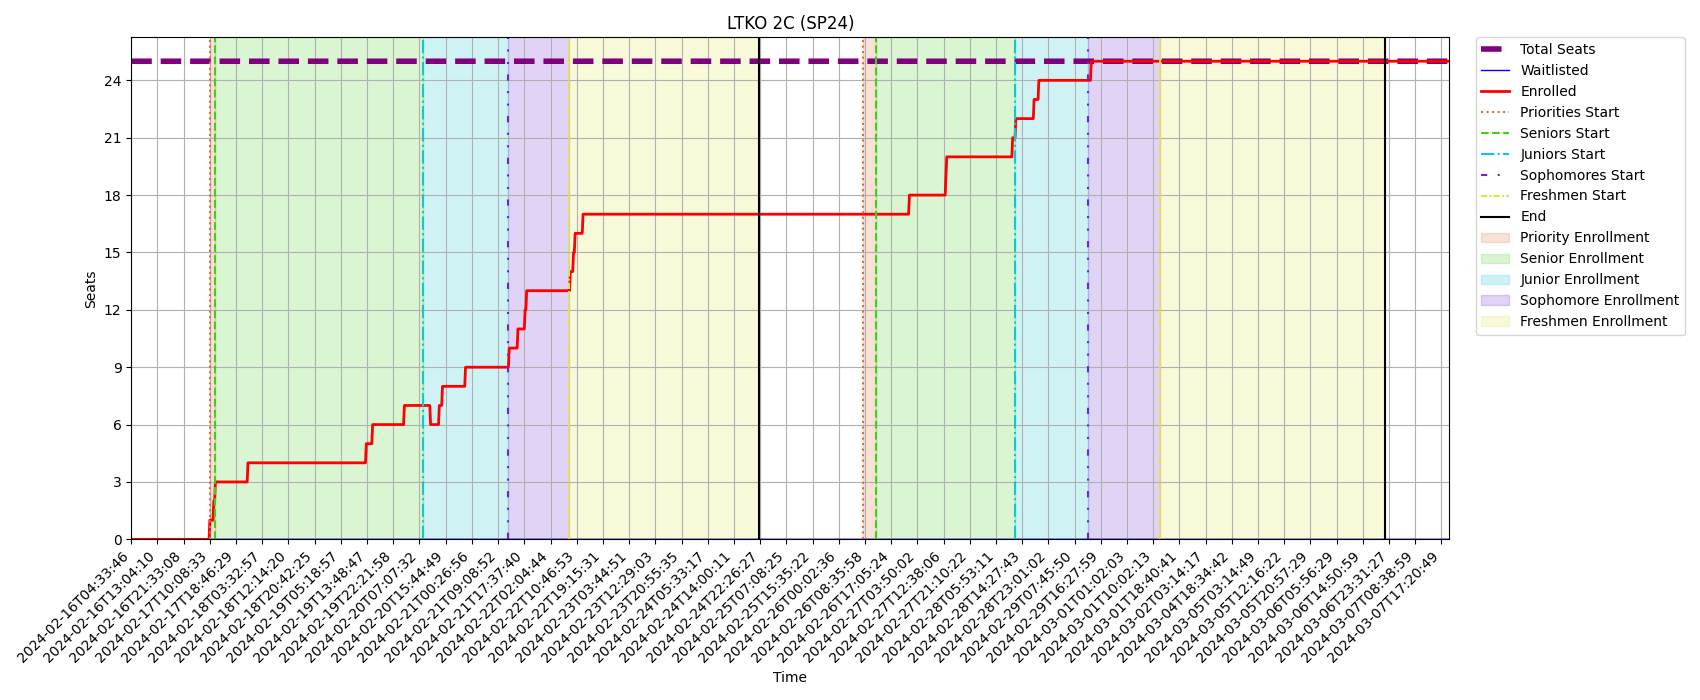 LTKO 2C (SP24)
Seats
24
21
18
15
12
9
6
3
0
2024-02-16T04:33:46
2024-02-16T13:04:10
2024-02-16T21:33:08
2024-02-17T10:08:33
2024-02-17T18:46:29
2024-02-18T03:32:57
2024-02-18T12:14:20
2024-02-18T20:42:25
2024-02-19T05:18:57
2024-02-19T13:48:47
2024-02-19T22:21:58
2024-02-20T07:07:32
2024-02-20T15:44:49
2024-02-21T00:26:56
2024-02-21T09:08:52
2024-02-21T17:37:40
2024-02-22T02:04:44
2024-02-22T10:46:53
2024-02-22T19:15:31
2024-02-23T03:44:51
2024-02-23T12:29:03
2024-02-23T20:55:35
2024-02-24T05:33:17
2024-02-24T14:00:11
2024-02-24T22:26:27
2024-02-25T07:08:25
2024-02-25T15:35:22
2024-02-26T00:02:36
2024-02-26T08:35:58
2024-02-26T17:05:24
2024-02-27T03:50:02
2024-02-27T12:38:06
2024-02-27T21:10:22
2024-02-28T05:53:11
2024-02-28T14:27:43
2024-02-28T23:01:02
2024-02-29T07:45:50
2024-02-29T16:27:59
2024-03-01T01:02:03
2024-03-01T10:02:13
2024-03-01T18:40:41
2024-03-02T03:14:17
2024-03-04T18:34:42
2024-03-05T03:14:49
2024-03-05T12:16:22
2024-03-05T20:57:29
2024-03-06T05:56:29
2024-03-06T14:50:59
2024-03-06T23:31:27
2024-03-07T08:38:59
2024-03-07T17:20:49
Time
Total Seats
Waitlisted
Enrolled
Priorities Start
Seniors Start
Juniors Start
Sophomores Start
Freshmen Start
End
Priority Enrollment
Senior Enrollment
Junior Enrollment
Sophomore Enrollment
Freshmen Enrollment